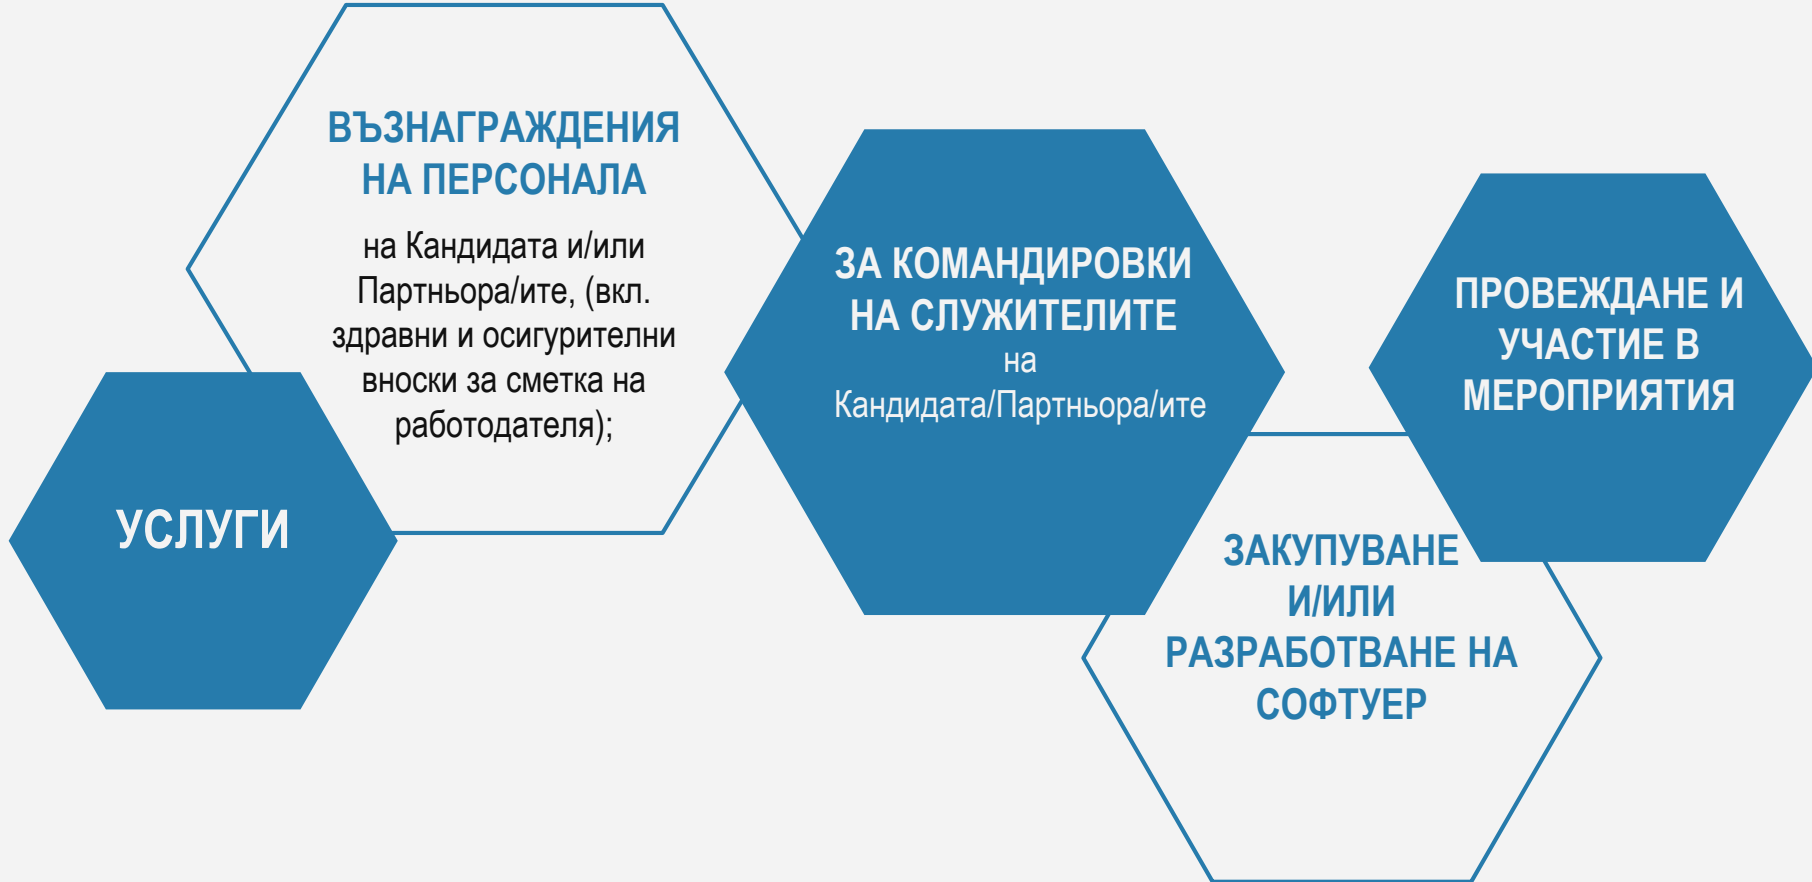 ВЪЗНАГРАЖДЕНИЯ
НА ПЕРСОНАЛА
на Кандидата и/или
Партньора/ите, (вкл.
здравни и осигурителни
вноски за сметка на
работодателя);
УСЛУГИ
ЗА КОМАНДИРОВКИ
НА СЛУЖИТЕЛИТЕ
на
Кандидата/Партньора/ите
ПРОВЕЖДАНЕ И
УЧАСТИЕ В
МЕРОПРИЯТИЯ
ЗАКУПУВАНЕ
И/ИЛИ
РАЗРАБОТВАНЕ НА
СОФТУЕР